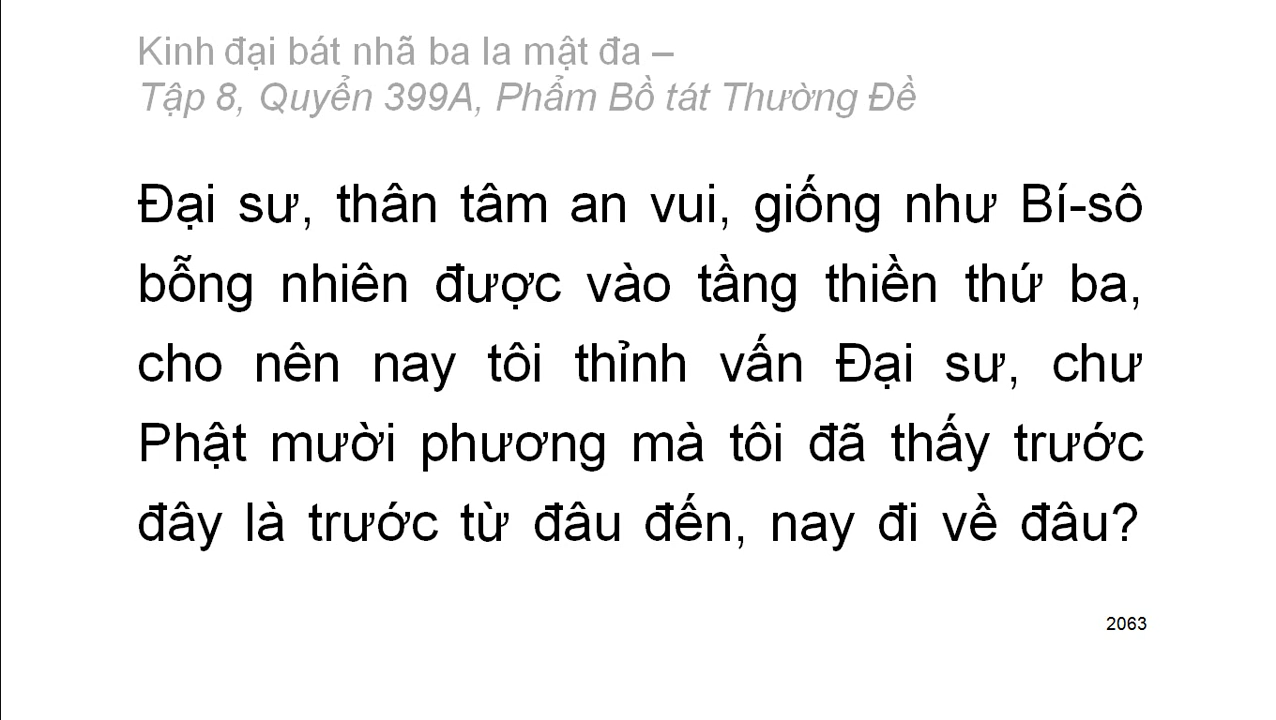 Kinh đại bát nhã ba la mật đa –
Tập 8, Quyển 399A, Phẩm Bồ tát Thường Đề
Đại sư, thân tâm an vui, giống như Bí-sô
bỗng nhiên được vào tầng thiền thứ ba,
cho nên nay tôi thỉnh vấn Đại sư, chư
Phật mười phương mà tôi đã thấy trước
đây là trước từ đâu đến, nay đi về đâu?
2063